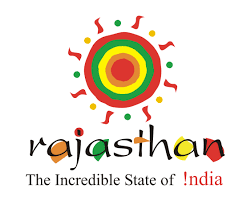 rajasthan
The Incredible State of !ndia